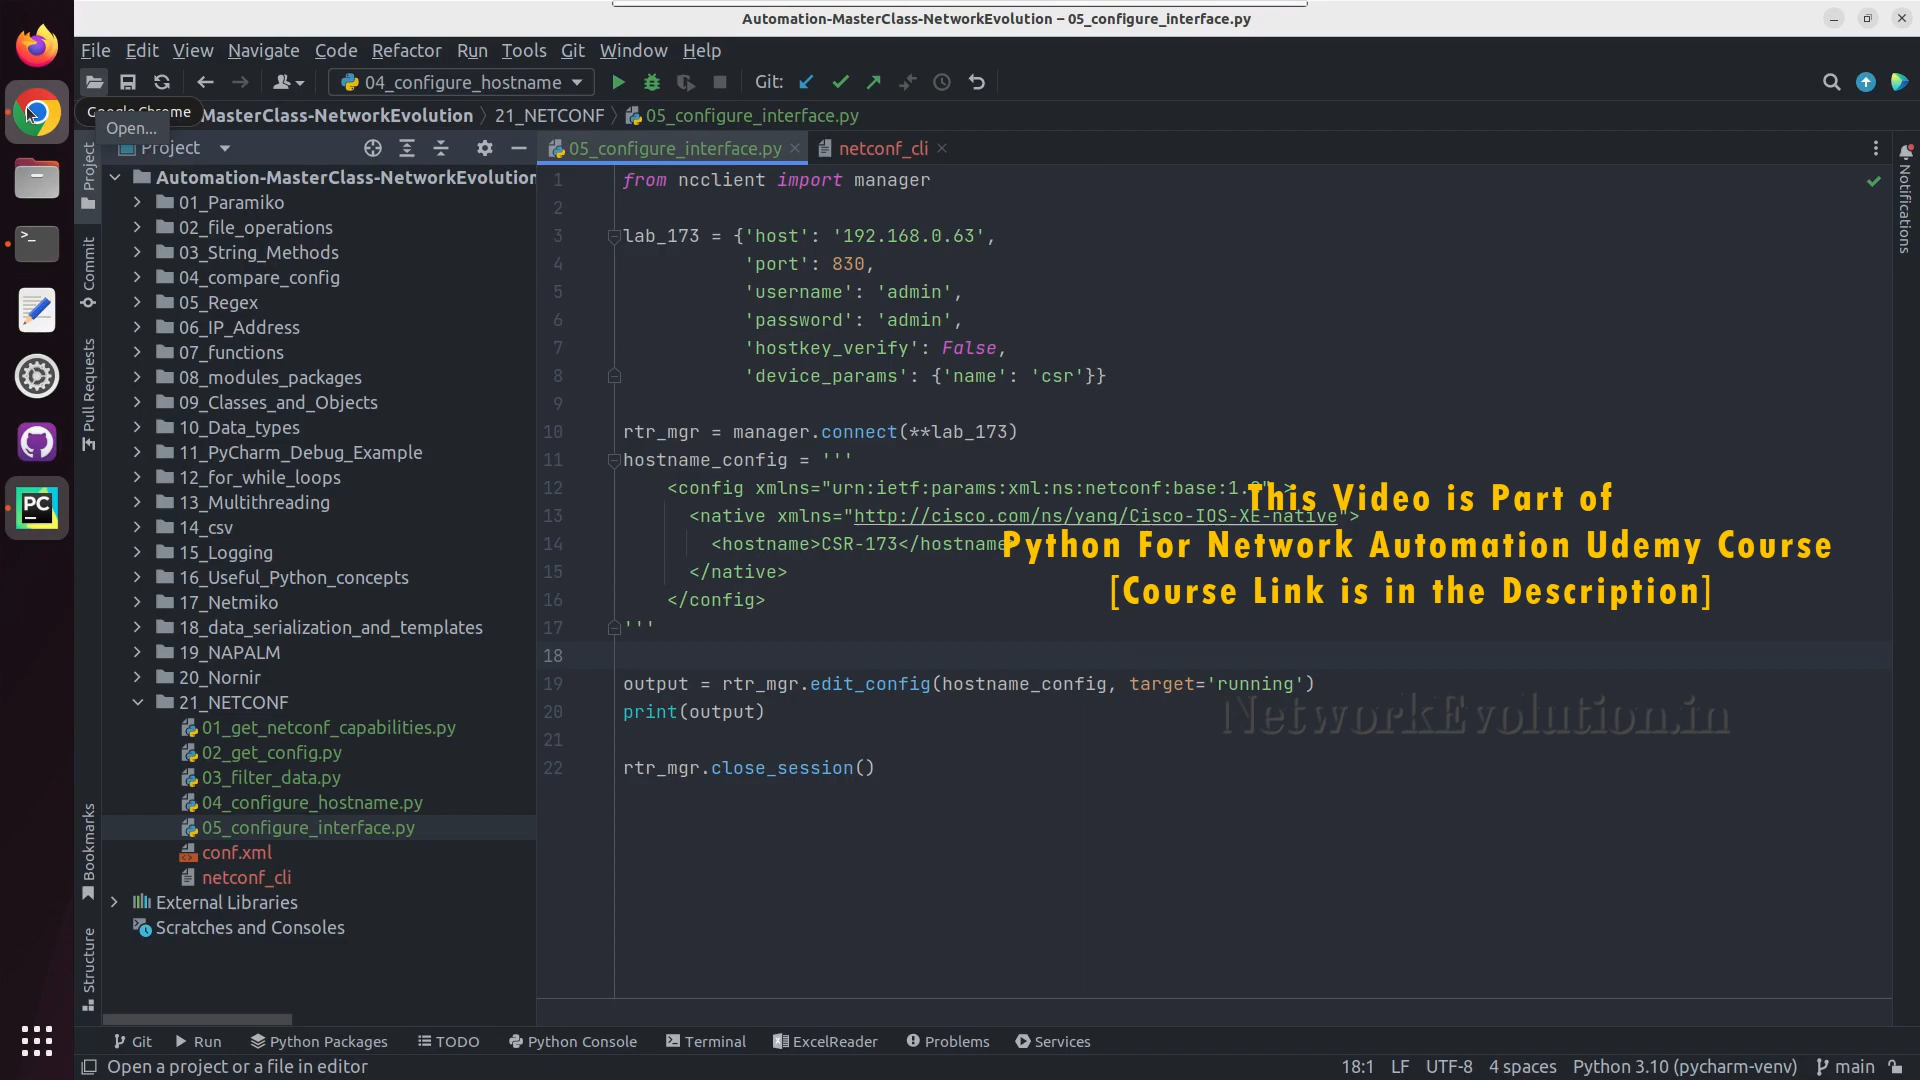 Automation-MasterClass-NetworkEvolution – 05_configure_interface.py
File Edit View Navigate Code Refactor Run Tools Git Window Help
04_configure_hostname
Git:
Google Chrome
Open...
MasterClass-NetworkEvolution 〉 21_NETCONF 〉 05_configure_interface.py
Project
05_configure_interface.py
netconf_cli
Automation-MasterClass-NetworkEvolution
01_Paramiko
02_file_operations
03_String_Methods
04_compare_config
05_Regex
06_IP_Address
07_functions
08_modules_packages
09_Classes_and_Objects
10_Data_types
11_PyCharm_Debug_Example
12_for_while_loops
13_Multithreading
14_csv
15_Logging
16_Useful_Python_concepts
17_Netmiko
18_data_serialization_and_templates
19_NAPALM
20_Nornir
21_NETCONF
01_get_netconf_capabilities.py
02_get_config.py
03_filter_data.py
04_configure_hostname.py
05_configure_interface.py
conf.xml
netconf_cli
External Libraries
Scratches and Consoles
Project
Commit
Pull Requests
Bookmarks
Structure
1 from ncclient import manager
2
3 lab_173 = {'host': '192.168.0.63',
4 'port': 830,
5 'username': 'admin',
6 'password': 'admin',
7 'hostkey_verify': False,
8 'device_params': {'name': 'csr'}}
9
10 rtr_mgr = manager.connect(**lab_173)
11 hostname_config = '''
12 <config xmlns="urn:ietf:params:xml:ns:netconf:base:1.
13 <native xmlns="http://cisco.com/ns/yang/Cisco-IOS-XE-native">
14 <hostname>CSR-173</hostname
15 </native>
16 </config>
17 '''
18
19 output = rtr_mgr.edit_config(hostname_config, target='running')
20 print(output)
21
22 rtr_mgr.close_session()
This Video is Part of
Python For Network Automation Udemy Course
[Course Link is in the Description]
NetworkEvolution.in
Notifications
Git Run Python Packages TODO Python Console Terminal ExcelReader Problems Services
Open a project or a file in editor
18:1 LF UTF-8 4 spaces Python 3.10 (pycharm-venv) main